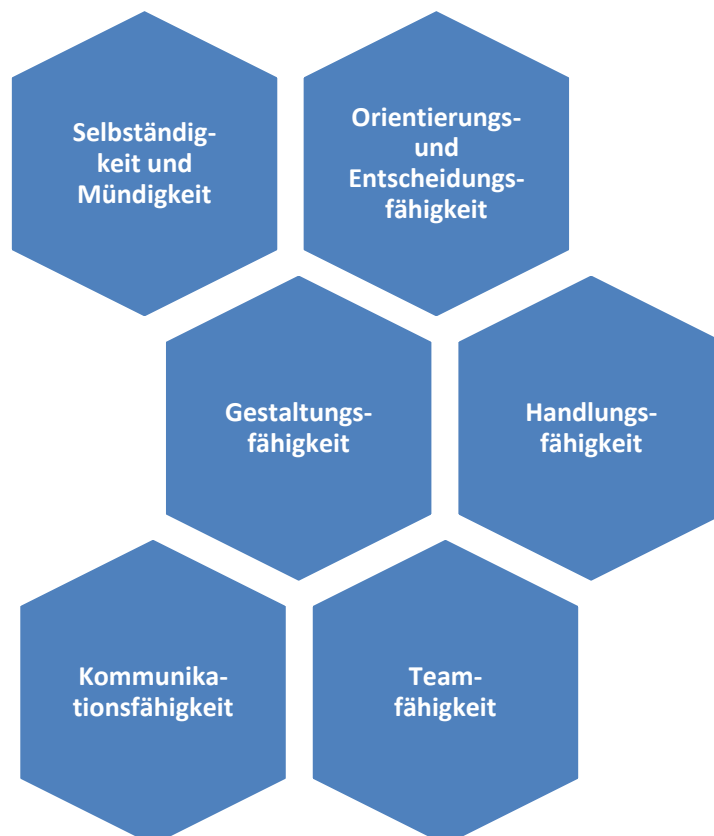 Selbständig-
keit und
Mündigkeit
Orientierungs-
und
Entscheidungs-
fähigkeit
Gestaltungs-
fähigkeit
Handlungs-
fähigkeit
Kommunika-
tionsfähigkeit
Team-
fähigkeit